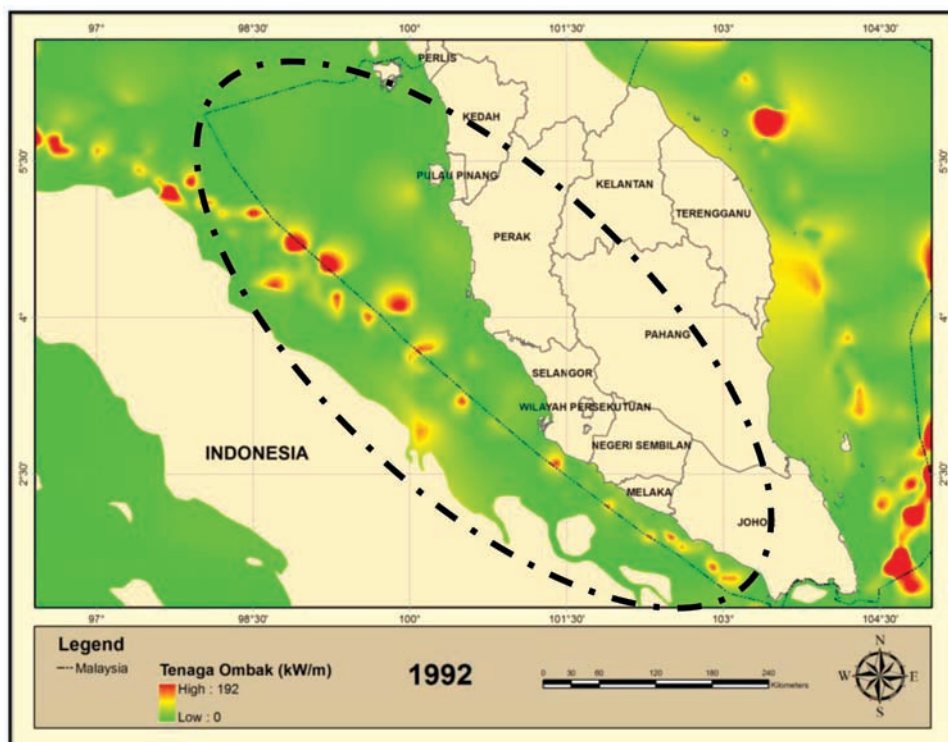 97° 98°30' 100° 101°30' 103° 104°30'
PERLIS
KEDAH
5°30' 5°30'
PULAU PINANG
KELANTAN
TERENGGANU
PERAK
4° 4°
PAHANG
SELANGOR
WILAYAH PERSEKUTUAN
INDONESIA
NEGERI SEMBILAN
2°30' 2°30'
MELAKA
JOHOR
97° 98°30' 100° 101°30' 103° 104°30'
Legend
Malaysia
Tenaga Ombak (kW/m)
High : 192
Low : 0
1992
0 30 60 120 180 240
Kilometers
N
W E
S